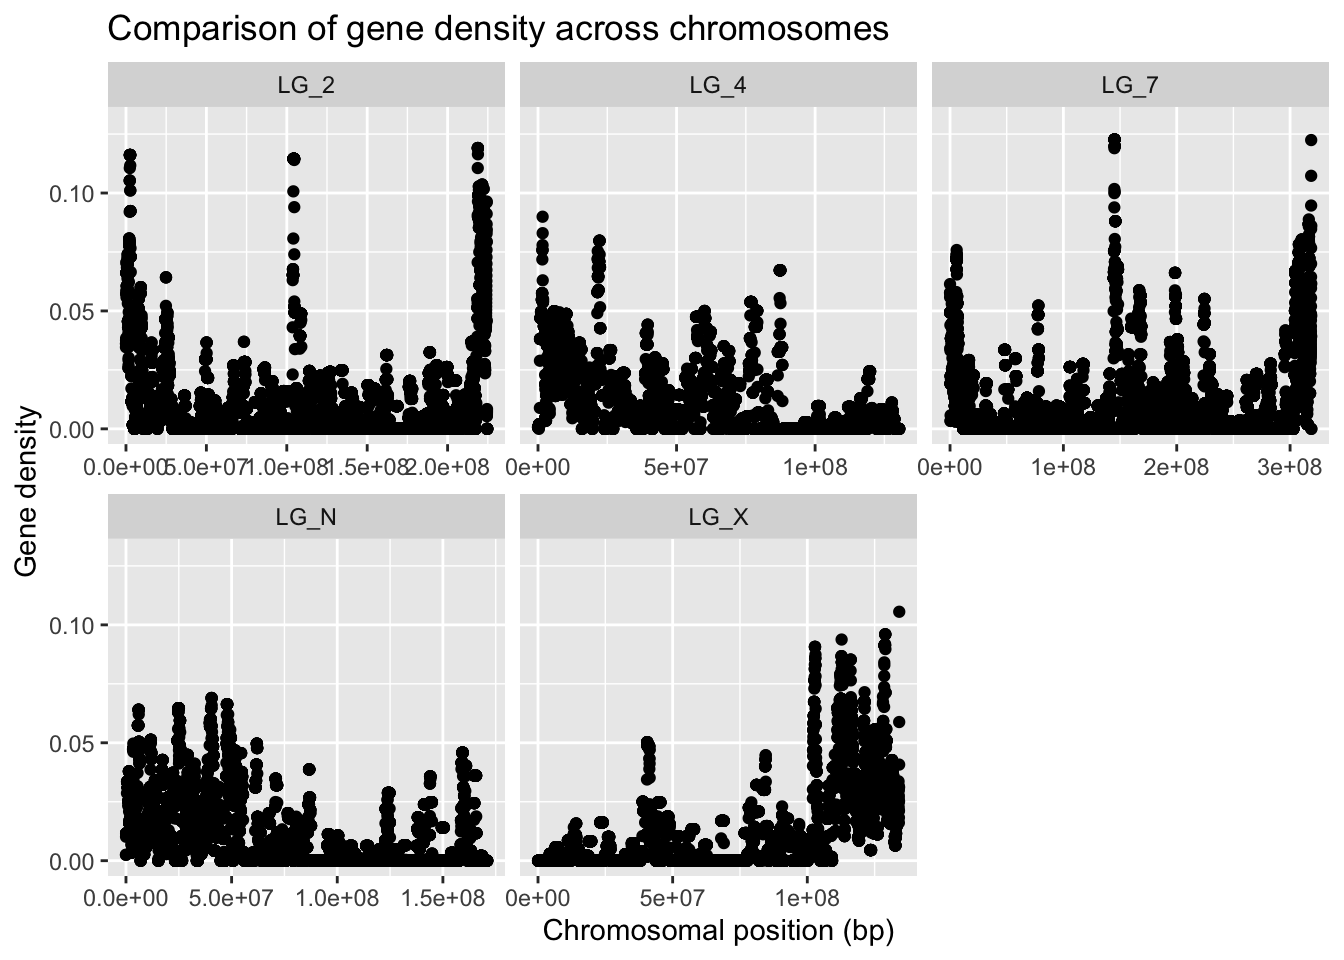 Comparison of gene density across chromosomes
LG_2
LG_4
LG_7
0.10
0.05
0.00
0.0e+00 5.0e+07 1.0e+08 1.5e+08 2.0e+08
0e+00 5e+07 1e+08
0e+00 1e+08 2e+08 3e+08
Gene density
LG_N
LG_X
0.10
0.05
0.00
0.0e+00 5.0e+07 1.0e+08 1.5e+08
0e+00 5e+07 1e+08
Chromosomal position (bp)